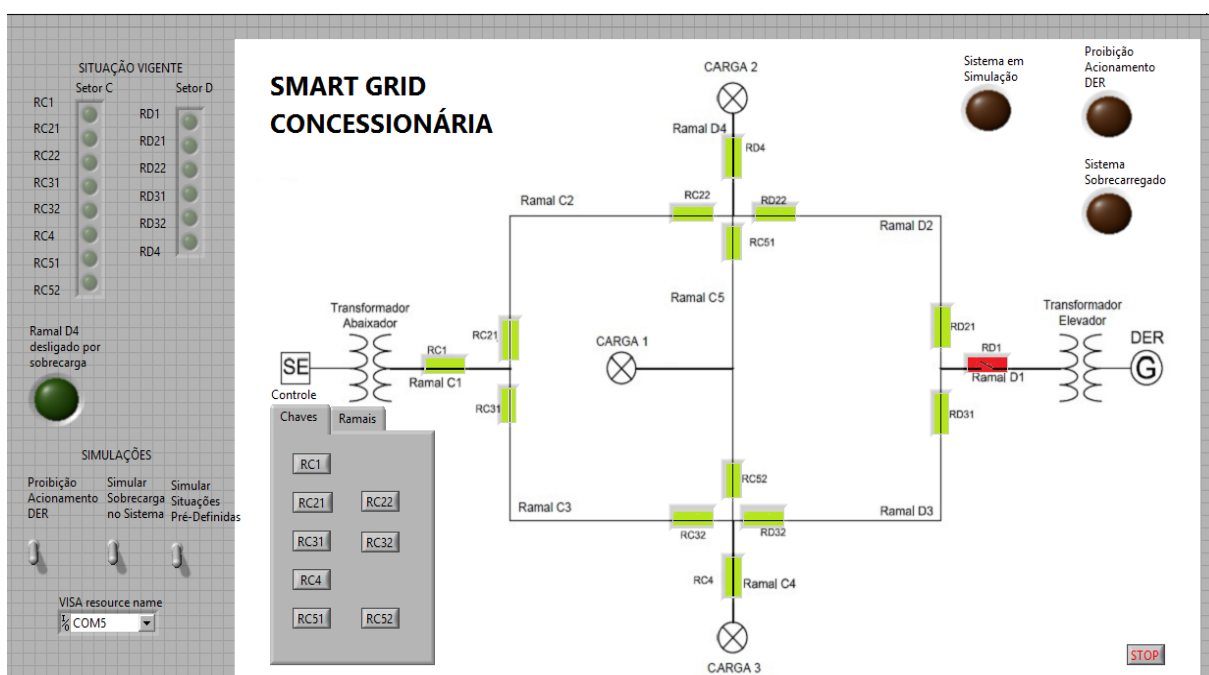 SITUAÇÃO VIGENTE
Setor C
Setor D
RC1
RC21
RC22
RC31
RC32
RC4
RC51
RC52
RD1
RD21
RD22
RD31
RD32
RD4
Ramal D4
desligado por
sobrecarga
SIMULAÇÕES
Proibição
Acionamento
DER
Simular
Sobrecarga
no Sistema
Simular
Situações
Pré-Definidas
VISA resource name
COM5
SMART GRID
CONCESSIONÁRIA
CARGA 2
Ramal D4
RD4
Ramal C2
RC22
RD22
Ramal D2
RC51
Ramal C5
Transformador
Abaixador
RC21
CARGA 1
RD21
Transformador
Elevador
SE
RC1
Ramal C1
RD1
Ramal D1
DER
G
RC31
RD31
RC52
Ramal C3
Ramal D3
RC32
RD32
RC4
Ramal C4
CARGA 3
Sistema em
Simulação
Proibição
Acionamento
DER
Sistema
Sobrecarregado
Controle
Chaves
Ramais
RC1
RC21
RC22
RC31
RC32
RC4
RC51
RC52
STOP